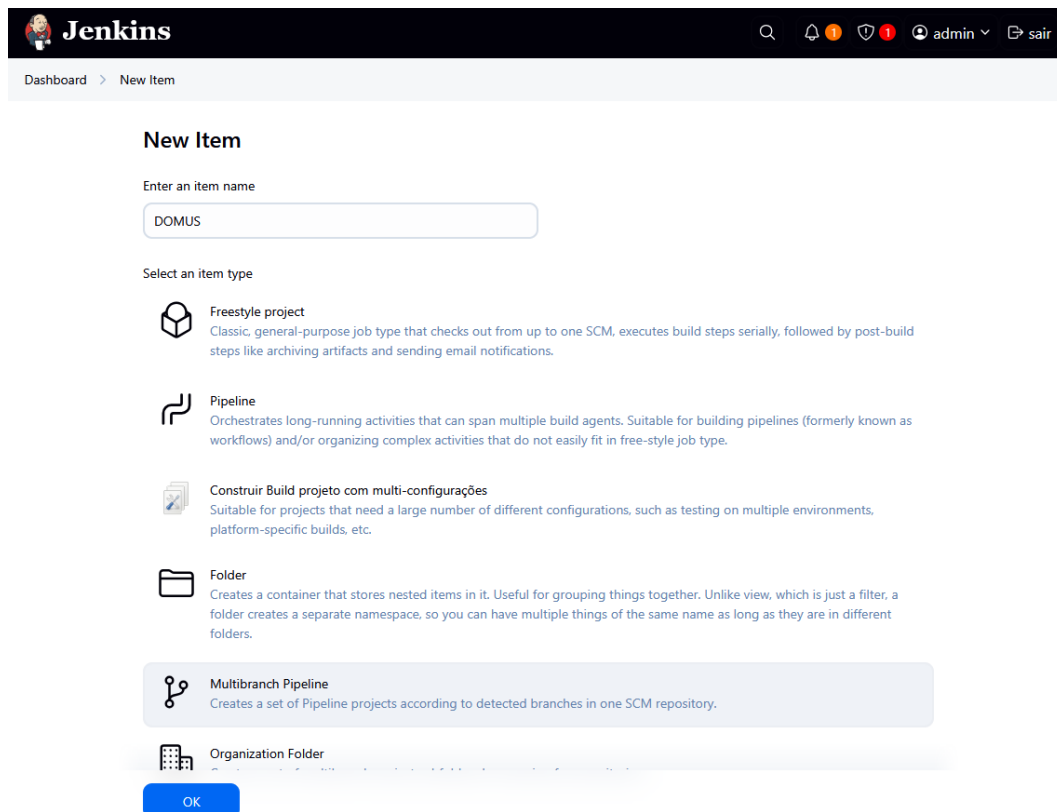 Jenkins
1
1
admin
sair
Dashboard > New Item
New Item
Enter an item name
DOMUS
Select an item type
Freestyle project
Classic, general-purpose job type that checks out from up to one SCM, executes build steps serially, followed by post-build
steps like archiving artifacts and sending email notifications.
Pipeline
Orchestrates long-running activities that can span multiple build agents. Suitable for building pipelines (formerly known as
workflows) and/or organizing complex activities that do not easily fit in free-style job type.
Construir Build projeto com multi-configurações
Suitable for projects that need a large number of different configurations, such as testing on multiple environments,
platform-specific builds, etc.
Folder
Creates a container that stores nested items in it. Useful for grouping things together. Unlike view, which is just a filter, a
folder creates a separate namespace, so you can have multiple things of the same name as long as they are in different
folders.
Multibranch Pipeline
Creates a set of Pipeline projects according to detected branches in one SCM repository.
Organization Folder
OK